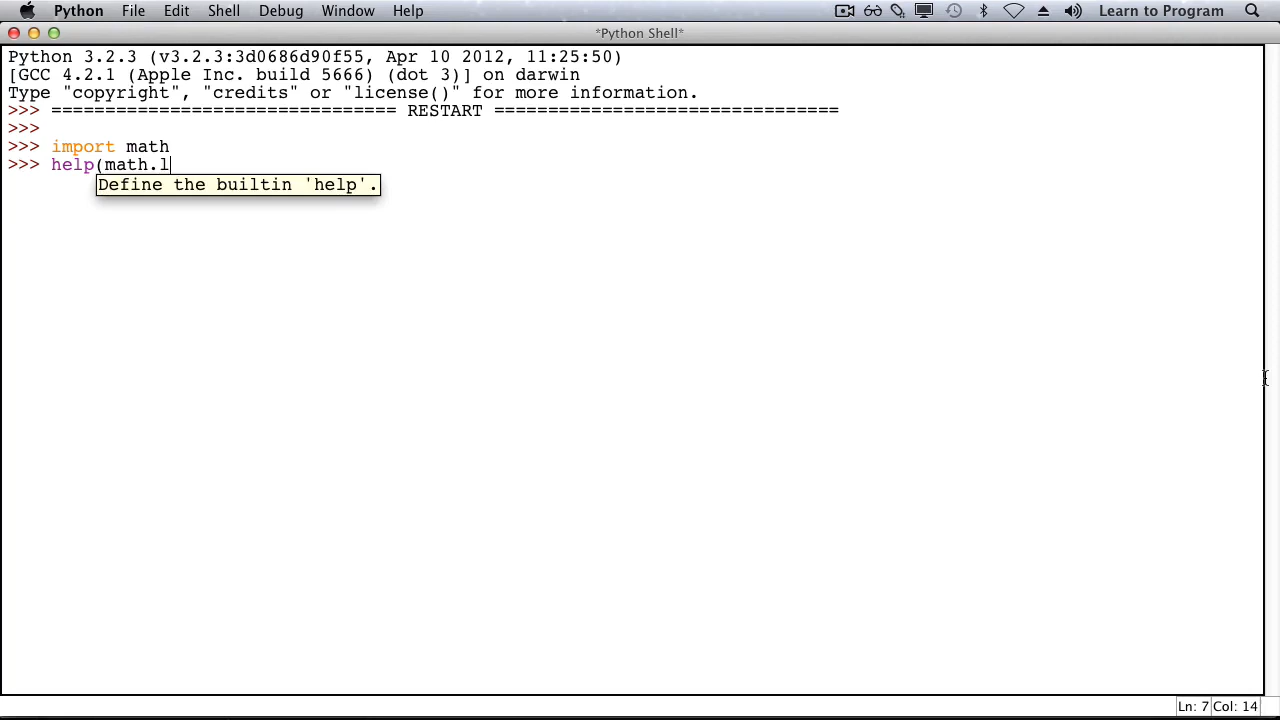 Python File Edit Shell Debug Window Help Learn to Program
*Python Shell*
Python 3.2.3 (v3.2.3:3d0686d90f55, Apr 10 2012, 11:25:50)
[GCC 4.2.1 (Apple Inc. build 5666) (dot 3)] on darwin
Type "copyright", "credits" or "license()" for more information.
>>> ================================ RESTART ================================
>>>
>>> import math
>>> help(math.l
Define the builtin 'help'.
Ln: 7 Col: 14